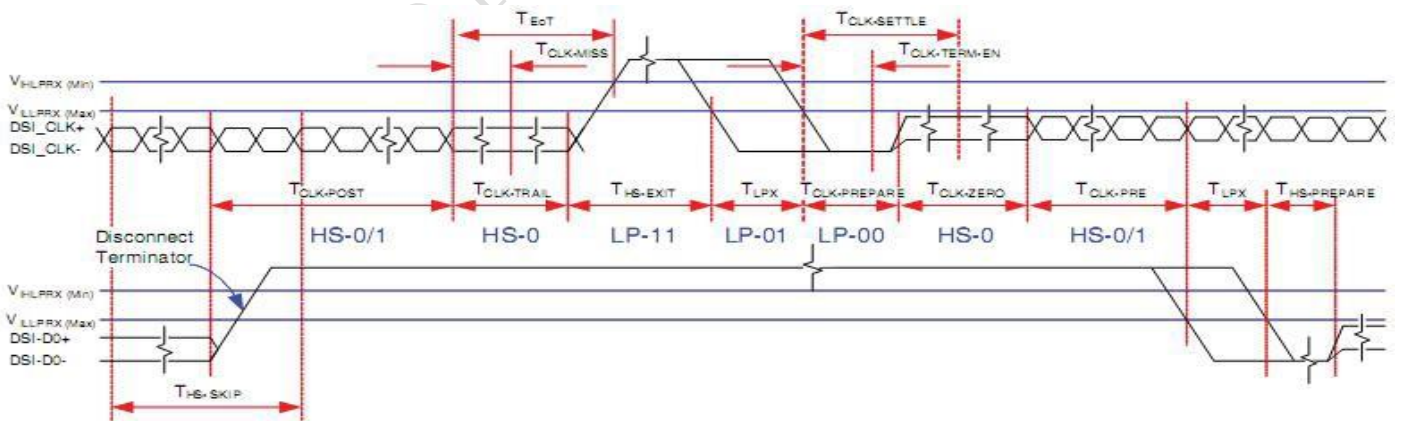 TEoT
TCLK-SETTLE
TCLK-MISS
TCLK-TERM-EN
VIHLPRX (Min)
VILLPRX (Max)
DSI_CLK+
DSI_CLK-
TCLK-POST TCLK-TRAIL THS-EXIT TLPX TCLK-PREPARE TCLK-ZERO TCLK-PRE TLPX THS-PREPARE
HS-0/1 HS-0 LP-11 LP-01 LP-00 HS-0 HS-0/1
Disconnect
Terminator
VIHLPRX (Min)
VILLPRX (Max)
DSI-D0+
DSI-D0-
THS-SKIP